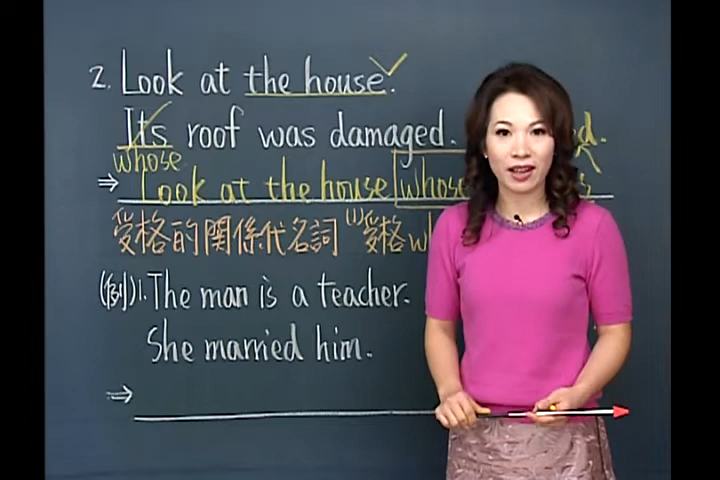 2. Look at the house.
Its roof was damaged. d.
whose
⇒ Look at the house whose s
受格的關係代名詞 (1)受格 wh
(例) 1. The man is a teacher.
She married him.
⇒